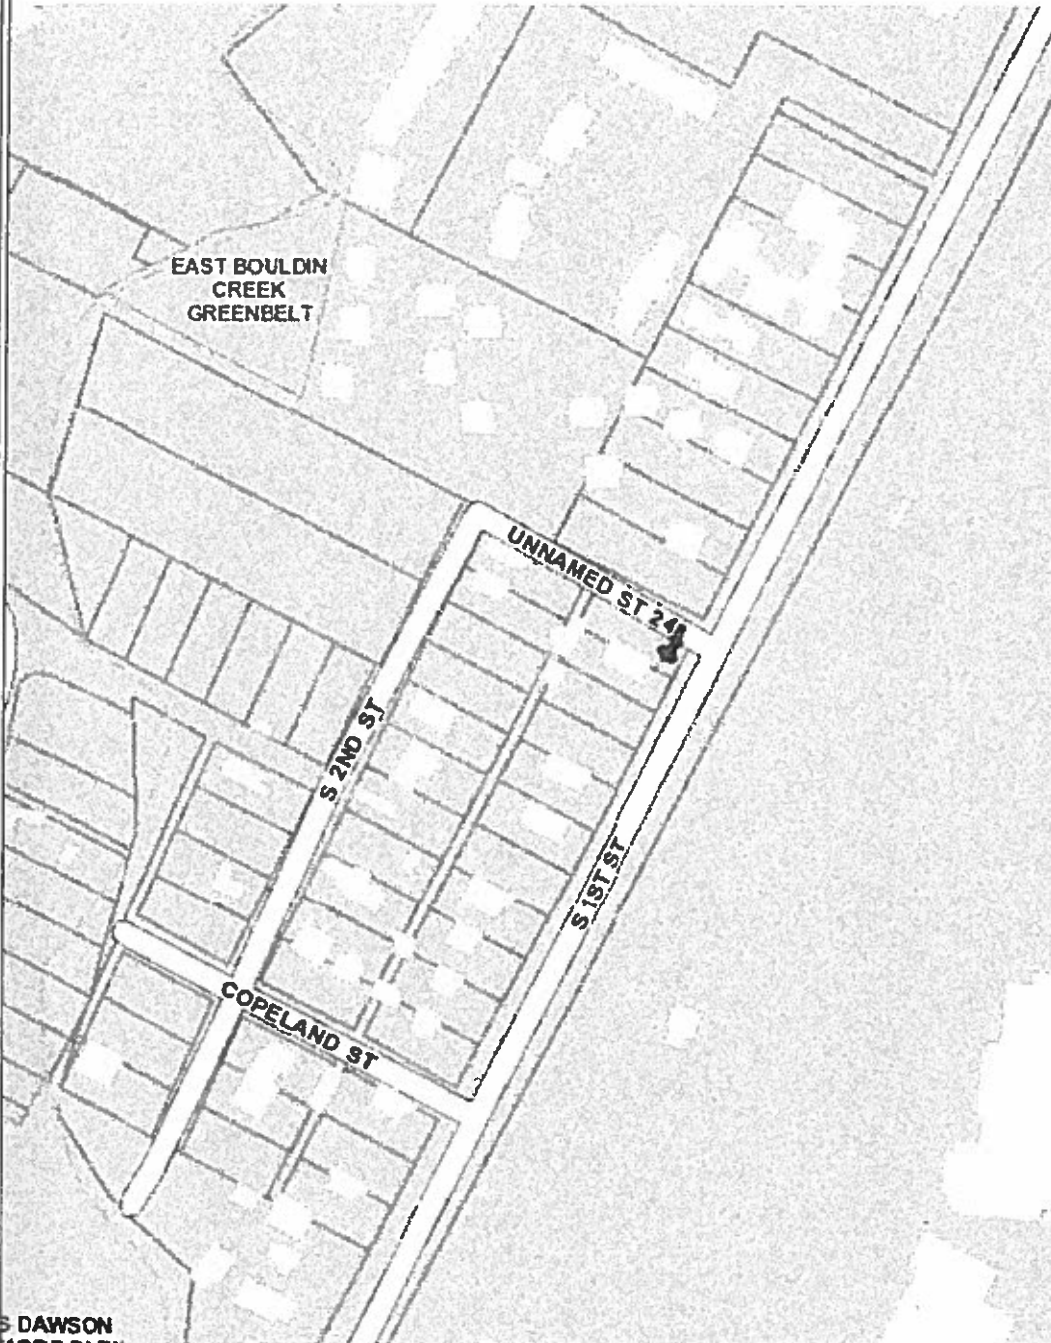 EAST BOULDIN
CREEK
GREENBELT
UNNAMED ST 24
S 2ND ST
S 1ST ST
COPELAND ST
S DAWSON